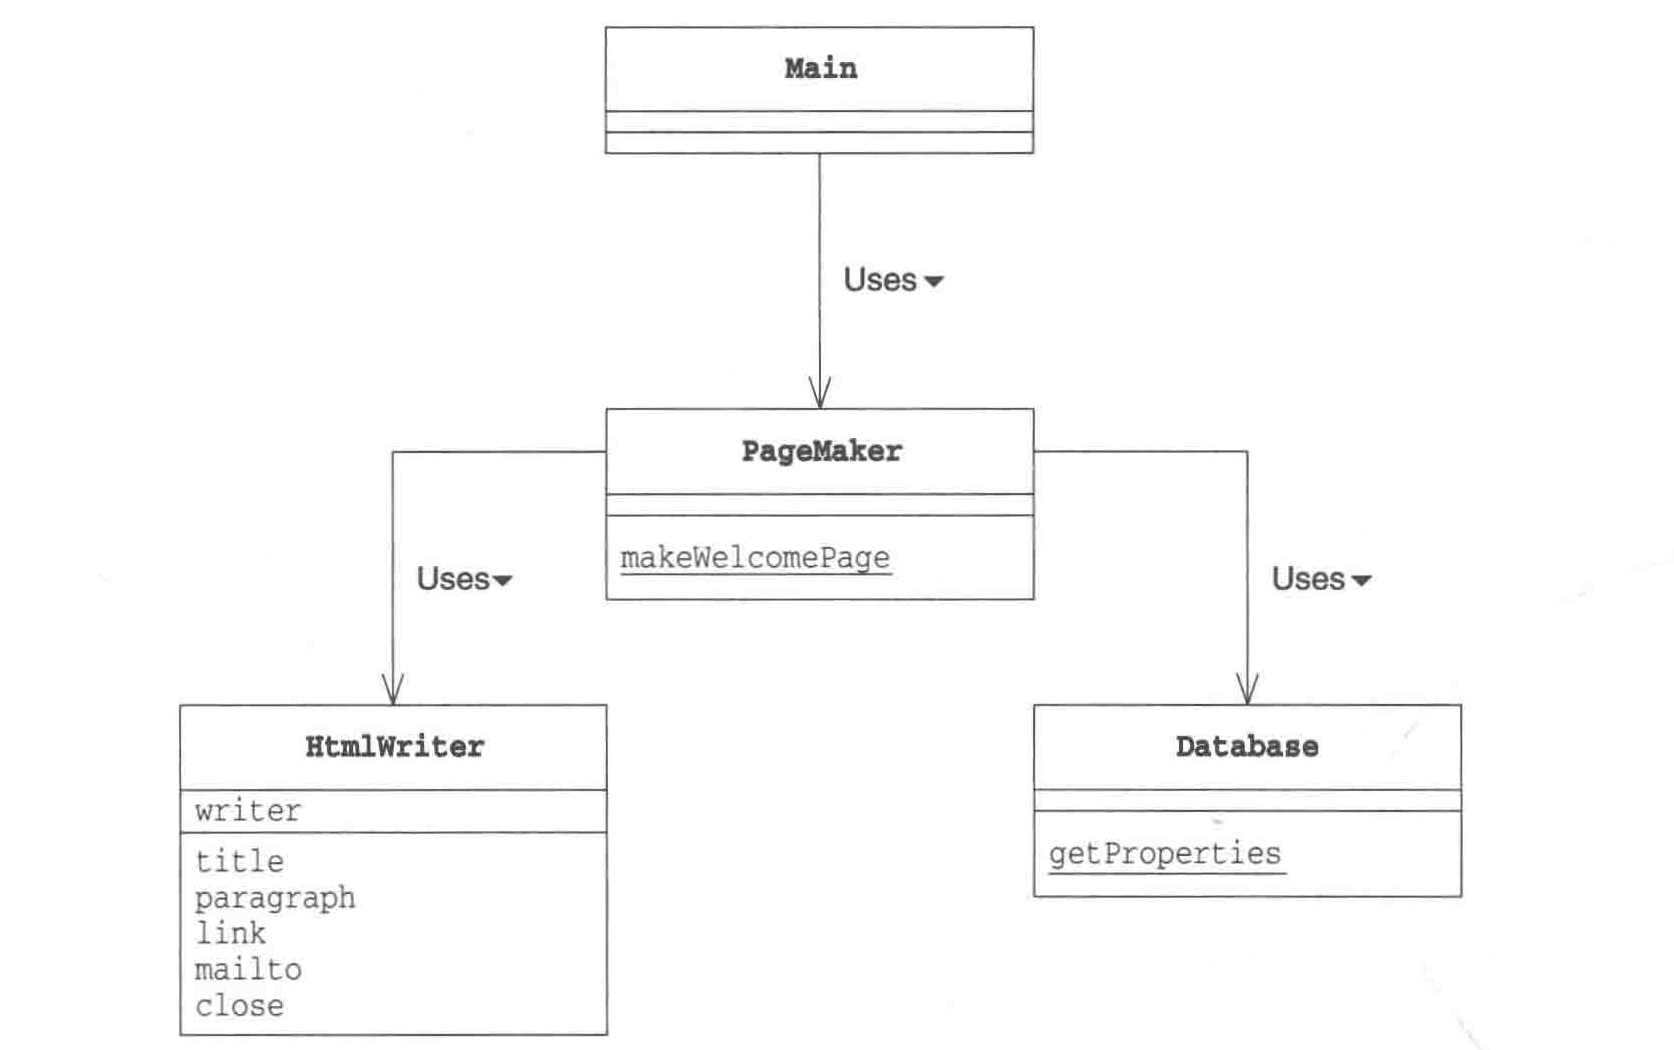 Main
Uses
PageMaker
makeWelcomePage
Uses
Uses
HtmlWriter
writer
title
paragraph
link
mailto
close
Database
getProperties